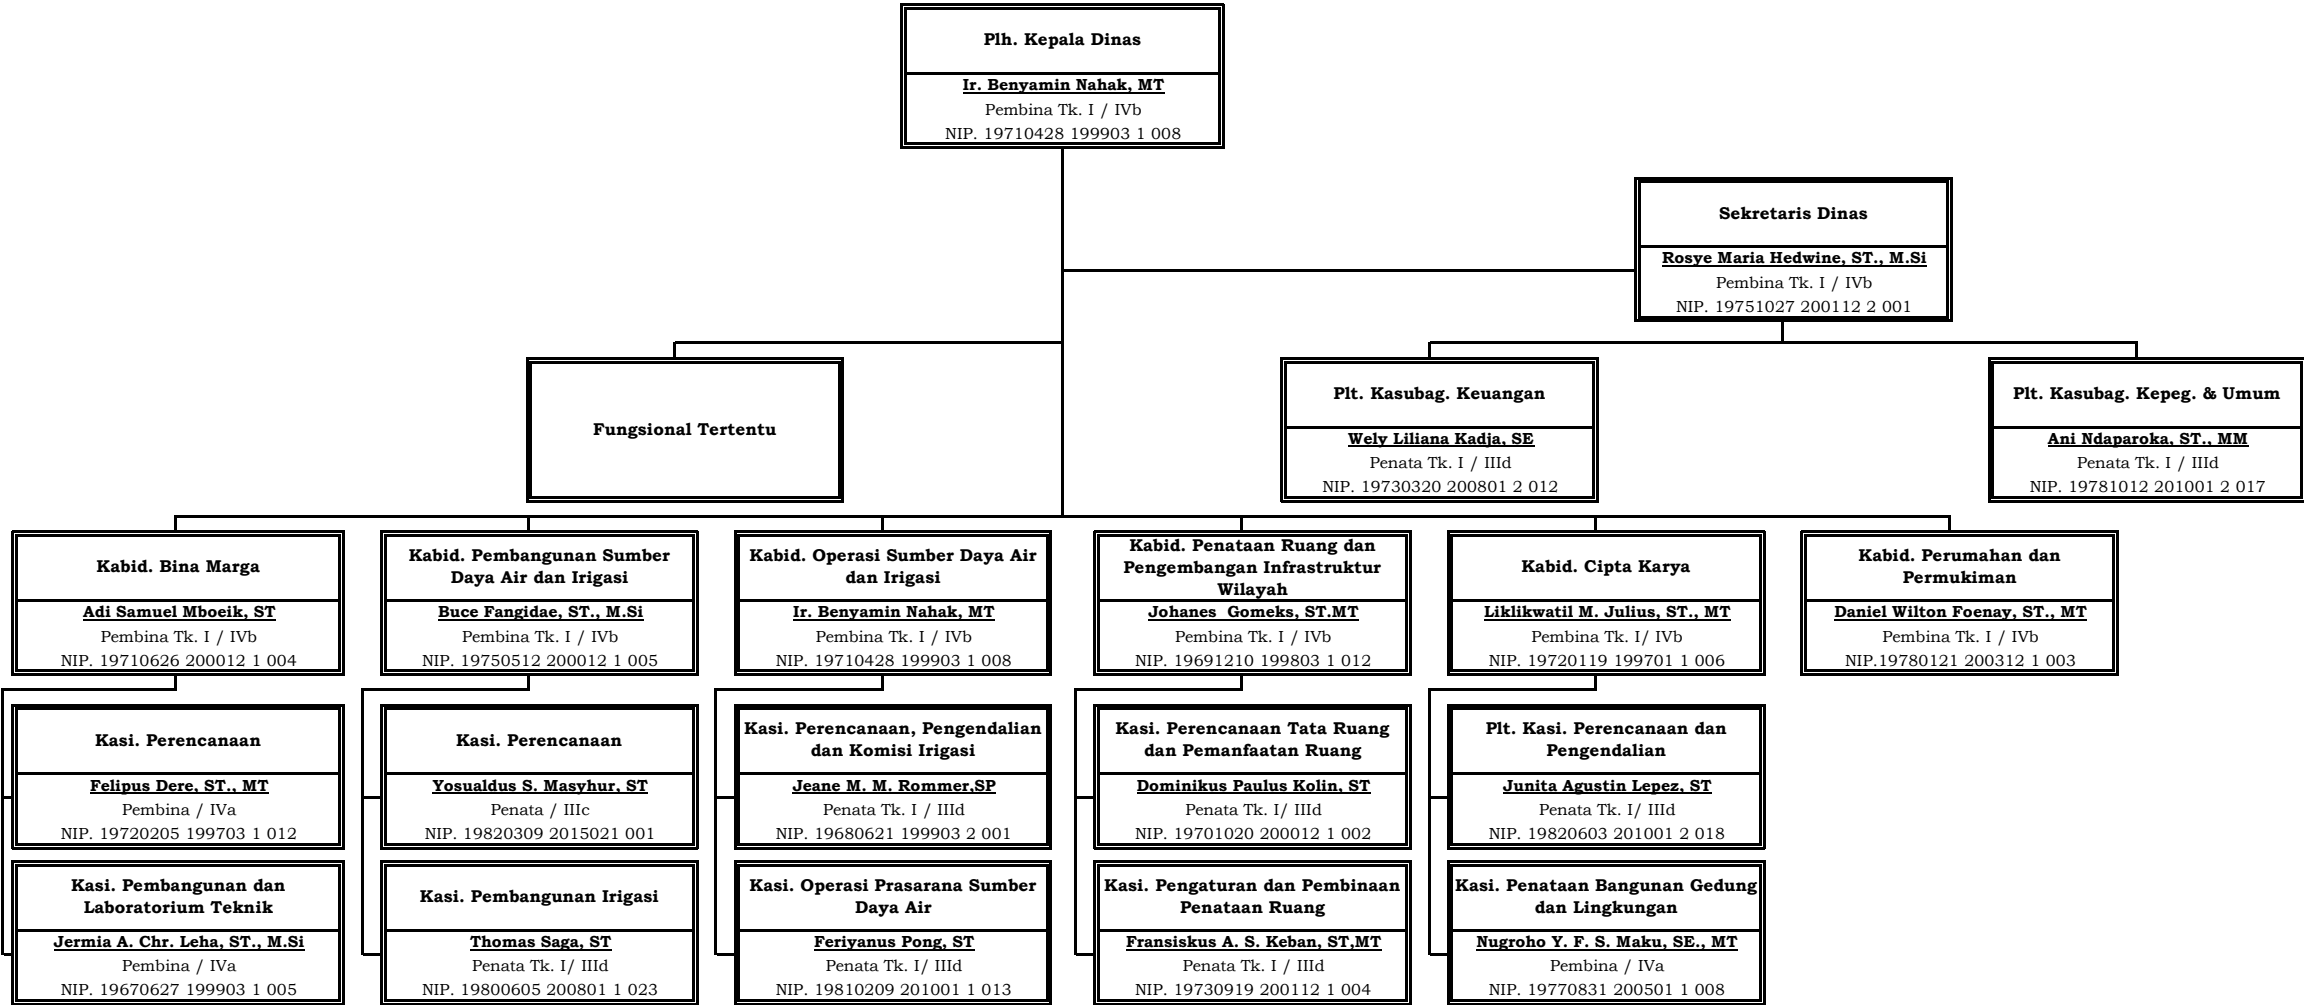 Plh. Kepala Dinas
Ir. Benyamin Nahak, MT
Pembina Tk. I / IVb
NIP. 19710428 199903 1 008
Sekretaris Dinas
Rosye Maria Hedwine, ST., M.Si
Pembina Tk. I / IVb
NIP. 19751027 200112 2 001
Fungsional Tertentu
Plt. Kasubag. Keuangan
Wely Liliana Kadja, SE
Penata Tk. I / IIId
NIP. 19730320 200801 2 012
Plt. Kasubag. Kepeg. & Umum
Ani Ndaparoka, ST., MM
Penata Tk. I / IIId
NIP. 19781012 201001 2 017
Kabid. Bina Marga
Adi Samuel Mboeik, ST
Pembina Tk. I / IVb
NIP. 19710626 200012 1 004
Kabid. Pembangunan Sumber
Daya Air dan Irigasi
Buce Fangidae, ST., M.Si
Pembina Tk. I / IVb
NIP. 19750512 200012 1 005
Kabid. Operasi Sumber Daya Air
dan Irigasi
Ir. Benyamin Nahak, MT
Pembina Tk. I / IVb
NIP. 19710428 199903 1 008
Kabid. Penataan Ruang dan
Pengembangan Infrastruktur
Wilayah
Johanes  Gomeks, ST.MT
Pembina Tk. I / IVb
NIP. 19691210 199803 1 012
Kabid. Cipta Karya
Liklikwatil M. Julius, ST., MT
Pembina Tk. I/ IVb
NIP. 19720119 199701 1 006
Kabid. Perumahan dan
Permukiman
Daniel Wilton Foenay, ST., MT
Pembina Tk. I / IVb
NIP.19780121 200312 1 003
Kasi. Perencanaan
Felipus Dere, ST., MT
Pembina / IVa
NIP. 19720205 199703 1 012
Kasi. Perencanaan
Yosualdus S. Masyhur, ST
Penata / IIIc
NIP. 19820309 2015021 001
Kasi. Perencanaan, Pengendalian
dan Komisi Irigasi
Jeane M. M. Rommer,SP
Penata Tk. I / IIId
NIP. 19680621 199903 2 001
Kasi. Perencanaan Tata Ruang
dan Pemanfaatan Ruang
Dominikus Paulus Kolin, ST
Penata Tk. I/ IIId
NIP. 19701020 200012 1 002
Plt. Kasi. Perencanaan dan
Pengendalian
Junita Agustin Lepez, ST
Penata Tk. I/ IIId
NIP. 19820603 201001 2 018
Kasi. Pembangunan dan
Laboratorium Teknik
Jermia A. Chr. Leha, ST., M.Si
Pembina / IVa
NIP. 19670627 199903 1 005
Kasi. Pembangunan Irigasi
Thomas Saga, ST
Penata Tk. I/ IIId
NIP. 19800605 200801 1 023
Kasi. Operasi Prasarana Sumber
Daya Air
Feriyanus Pong, ST
Penata Tk. I/ IIId
NIP. 19810209 201001 1 013
Kasi. Pengaturan dan Pembinaan
Penataan Ruang
Fransiskus A. S. Keban, ST,MT
Penata Tk. I / IIId
NIP. 19730919 200112 1 004
Kasi. Penataan Bangunan Gedung
dan Lingkungan
Nugroho Y. F. S. Maku, SE., MT
Pembina / IVa
NIP. 19770831 200501 1 008